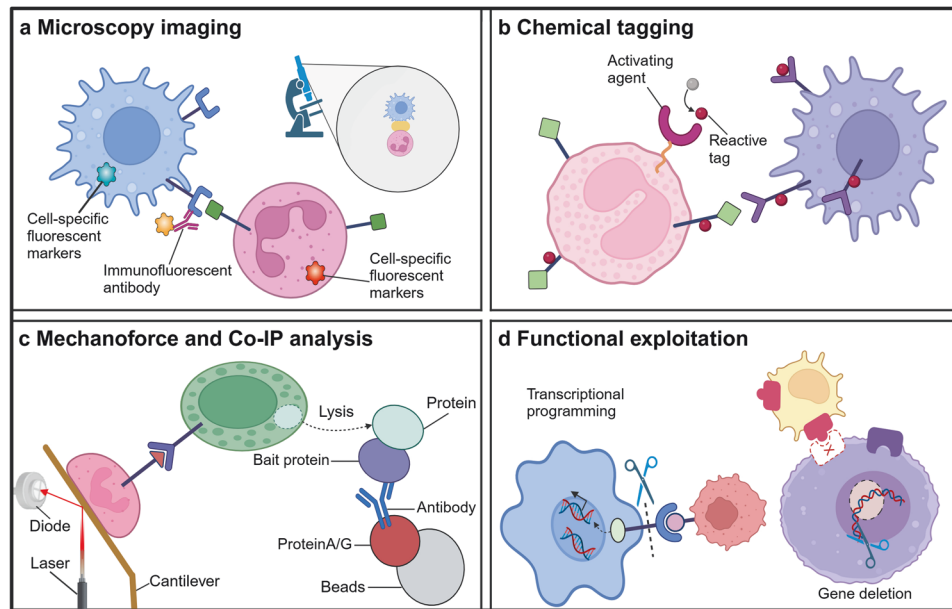 a Microscopy imaging
Cell-specific
fluorescent
markers
Immunofluorescent
antibody
Cell-specific
fluorescent
markers
b Chemical tagging
Activating
agent
Reactive
tag
c Mechanoforce and Co-IP analysis
Lysis
Protein
Bait protein
Antibody
ProteinA/G
Beads
Diode
Laser
Cantilever
d Functional exploitation
Transcriptional
programming
X
Gene deletion